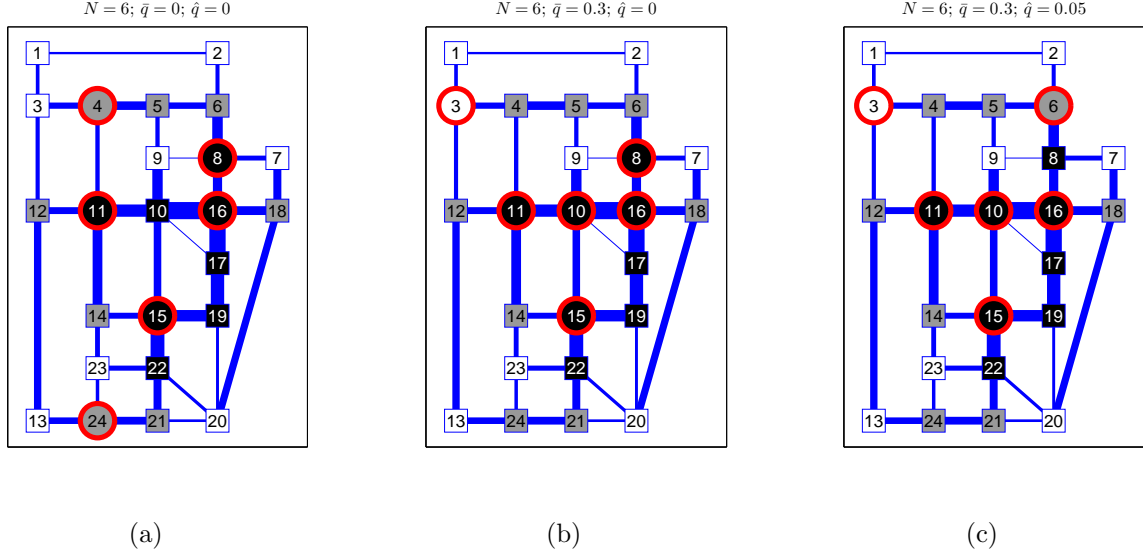 N = 6; q̄ = 0; q̂ = 0
1 2
3 4 5 6
9 8 7
12 11 10 16 18
17
14 15 19
23 22
13 24 21 20
(a)
N = 6; q̄ = 0.3; q̂ = 0
1 2
3 4 5 6
9 8 7
12 11 10 16 18
17
14 15 19
23 22
13 24 21 20
(b)
N = 6; q̄ = 0.3; q̂ = 0.05
1 2
3 4 5 6
9 8 7
12 11 10 16 18
17
14 15 19
23 22
13 24 21 20
(c)